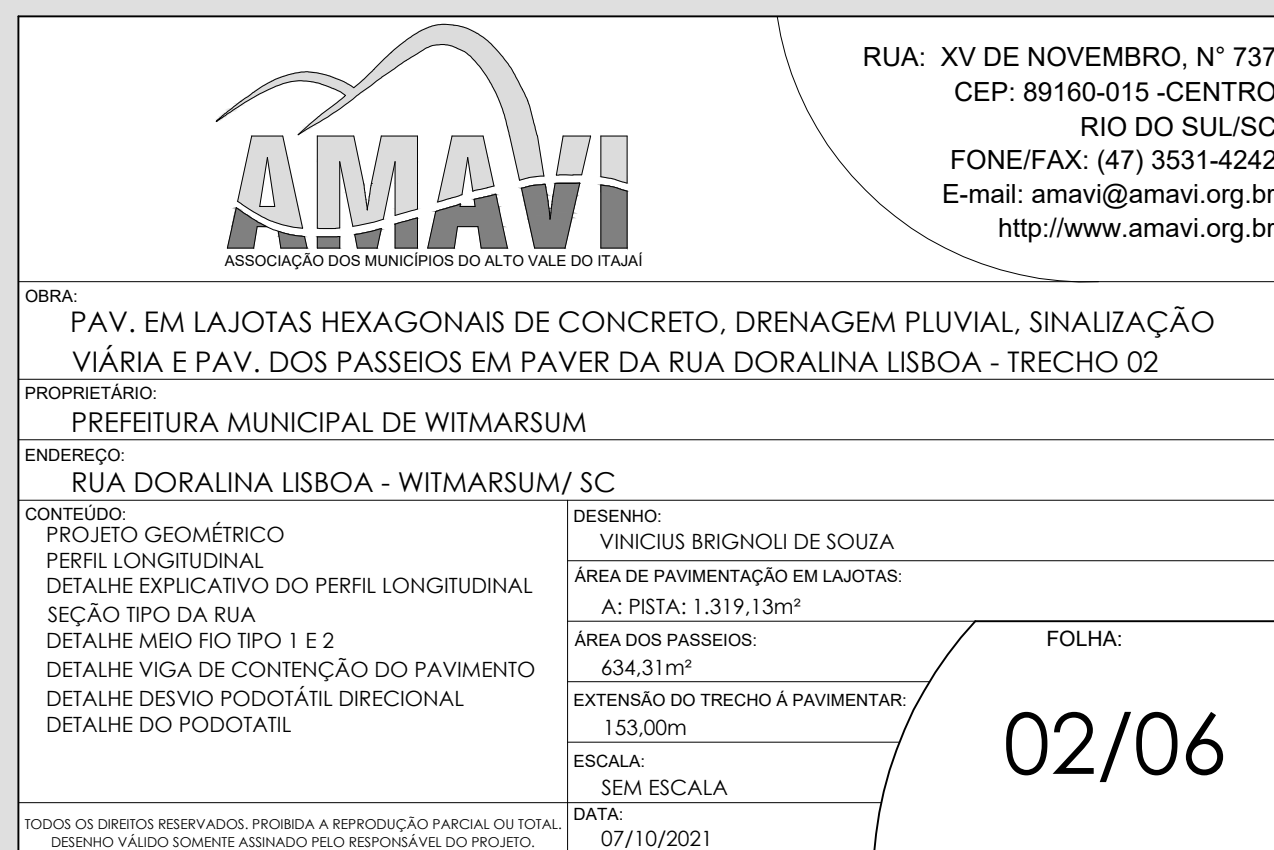 AMAVI
ASSOCIAÇÃO DOS MUNICÍPIOS DO ALTO VALE DO ITAJAÍ
RUA: XV DE NOVEMBRO, N° 737
CEP: 89160-015 -CENTRO
RIO DO SUL/SC
FONE/FAX: (47) 3531-4242
E-mail: amavi@amavi.org.br
http://www.amavi.org.br
OBRA:
PAV. EM LAJOTAS HEXAGONAIS DE CONCRETO, DRENAGEM PLUVIAL, SINALIZAÇÃO
VIÁRIA E PAV. DOS PASSEIOS EM PAVER DA RUA DORALINA LISBOA - TRECHO 02
PROPRIETÁRIO:
PREFEITURA MUNICIPAL DE WITMARSUM
ENDEREÇO:
RUA DORALINA LISBOA - WITMARSUM/ SC
CONTEÚDO:
PROJETO GEOMÉTRICO
PERFIL LONGITUDINAL
DETALHE EXPLICATIVO DO PERFIL LONGITUDINAL
SEÇÃO TIPO DA RUA
DETALHE MEIO FIO TIPO 1 E 2
DETALHE VIGA DE CONTENÇÃO DO PAVIMENTO
DETALHE DESVIO PODOTÁTIL DIRECIONAL
DETALHE DO PODOTATIL
TODOS OS DIREITOS RESERVADOS. PROIBIDA A REPRODUÇÃO PARCIAL OU TOTAL.
DESENHO VÁLIDO SOMENTE ASSINADO PELO RESPONSÁVEL DO PROJETO.
DESENHO:
VINICIUS BRIGNOLI DE SOUZA
ÁREA DE PAVIMENTAÇÃO EM LAJOTAS:
A: PISTA: 1.319,13m²
ÁREA DOS PASSEIOS:
634,31m²
EXTENSÃO DO TRECHO Á PAVIMENTAR:
153,00m
ESCALA:
SEM ESCALA
DATA:
07/10/2021
FOLHA:
02/06